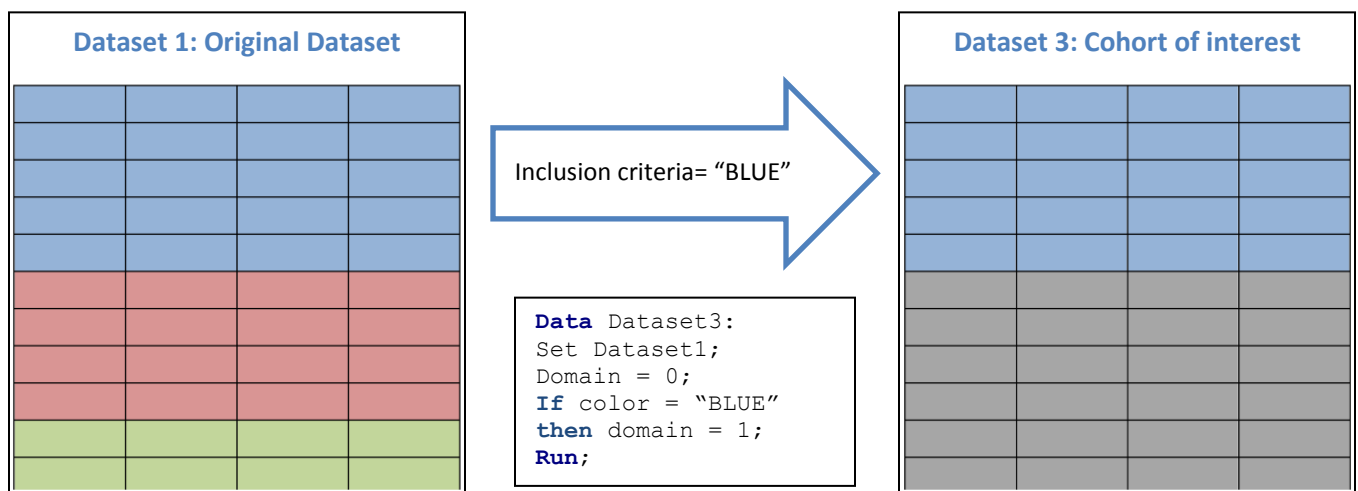 Dataset 1: Original Dataset
Inclusion criteria= “BLUE”
Data Dataset3:
Set Dataset1;
Domain = 0;
If color = “BLUE”
then domain = 1;
Run;
Dataset 3: Cohort of interest